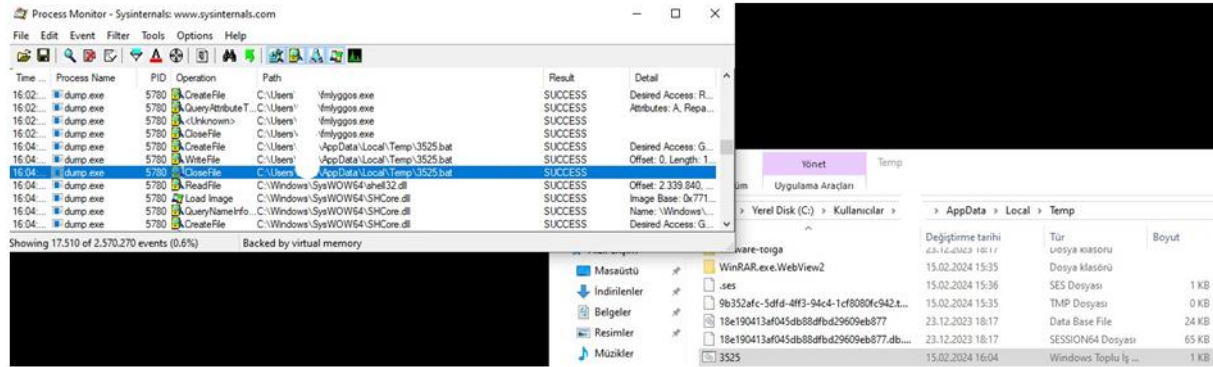 Process Monitor - Sysinternals: www.sysinternals.com
File Edit Event Filter Tools Options Help
Time ... Process Name PID Operation Path Result Detail
16:02:... dump.exe 5780 CreateFile C:\Users\ \fmlyggos.exe SUCCESS Desired Access: R...
16:02:... dump.exe 5780 QueryAttributeT... C:\Users\ \fmlyggos.exe SUCCESS Attributes: A, Repa...
16:02:... dump.exe 5780 <Unknown> C:\Users\ \fmlyggos.exe SUCCESS
16:02:... dump.exe 5780 CloseFile C:\Users\ \fmlyggos.exe SUCCESS
16:04:... dump.exe 5780 CreateFile C:\Users\ \AppData\Local\Temp\3525.bat SUCCESS Desired Access: G...
16:04:... dump.exe 5780 WriteFile C:\Users\ \AppData\Local\Temp\3525.bat SUCCESS Offset: 0, Length: 1...
16:04:... dump.exe 5780 CloseFile C:\Users\ \AppData\Local\Temp\3525.bat SUCCESS
16:04:... dump.exe 5780 ReadFile C:\Windows\SysWOW64\shell32.dll SUCCESS Offset: 2.339.840, ...
16:04:... dump.exe 5780 Load Image C:\Windows\SysWOW64\SHCore.dll SUCCESS Image Base: 0x771...
16:04:... dump.exe 5780 QueryNameInfo... C:\Windows\SysWOW64\SHCore.dll SUCCESS Name: \Windows\...
16:04:... dump.exe 5780 CreateFile C:\Windows\SysWOW64\SHCore.dll SUCCESS Desired Access: G...
Showing 17.510 of 2.570.270 events (0.6%) Backed by virtual memory
Yönet Temp
Uygulama Araçları
> Yerel Disk (C:) > Kullanıcılar > > AppData > Local > Temp
Değiştirme tarihi Tür Boyut
23.12.2023 18:17 Dosya klasörü
Masaüstü
WinRAR.exe.WebView2 15.02.2024 15:35 Dosya klasörü
İndirilenler
.ses 15.02.2024 15:36 SES Dosyası 1 KB
9b352afc-5dfd-4ff3-94c4-1cf8080fc942.t... 15.02.2024 15:35 TMP Dosyası 0 KB
Belgeler
18e190413af045db88dfbd29609eb877 23.12.2023 18:17 Data Base File 24 KB
Resimler
18e190413af045db88dfbd29609eb877.db.... 23.12.2023 18:17 SESSION64 Dosyası 65 KB
Müzikler
3525 15.02.2024 16:04 Windows Toplu İş ... 1 KB